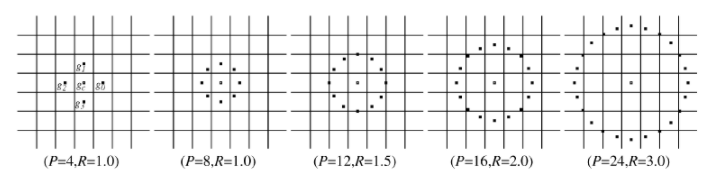 g1
g2 gc g0
g3
(P=4,R=1.0) (P=8,R=1.0) (P=12,R=1.5) (P=16,R=2.0) (P=24,R=3.0)